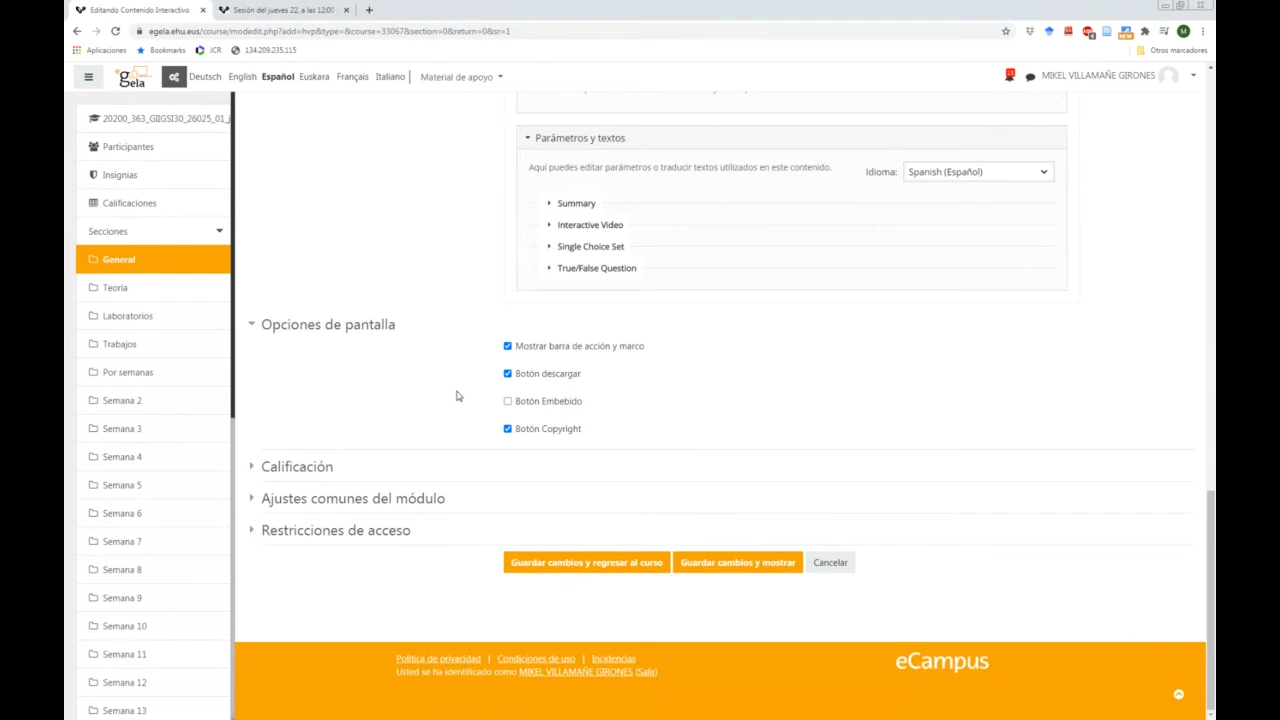 Editando Contenido Interactivo
Sesión del jueves 22, a las 12:00
egela.ehu.eus/course/modedit.php?add=hvp&type=&course=33067&section=0&return=0&sr=1
Aplicaciones
Bookmarks
JCR
134.209.235.115
Otros marcadores
gela
Deutsch English Español Euskara Français Italiano
Material de apoyo
MIKEL VILLAMAÑE GIRONES
20200_363_GIIGSI30_26025_01_
Participantes
Insignias
Calificaciones
Secciones
General
Teoría
Laboratorios
Trabajos
Por semanas
Semana 2
Semana 3
Semana 4
Semana 5
Semana 6
Semana 7
Semana 8
Semana 9
Semana 10
Semana 11
Semana 12
Semana 13
Parámetros y textos
Aquí puedes editar parámetros o traducir textos utilizados en este contenido.
Idioma: Spanish (Español)
Summary
Interactive Video
Single Choice Set
True/False Question
Opciones de pantalla
Mostrar barra de acción y marco
Botón descargar
Botón Embebido
Botón Copyright
Calificación
Ajustes comunes del módulo
Restricciones de acceso
Guardar cambios y regresar al curso
Guardar cambios y mostrar
Cancelar
Política de privacidad | Condiciones de uso | Incidencias
Usted se ha identificado como MIKEL VILLAMAÑE GIRONES (Salir)
eCampus